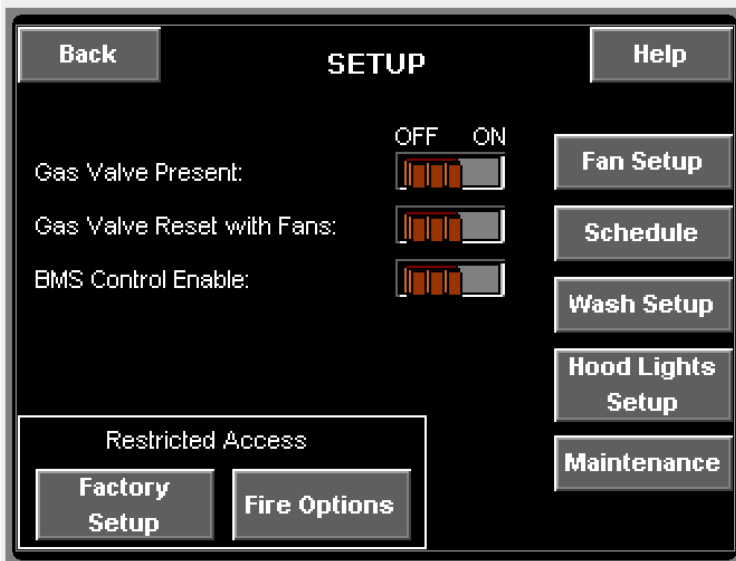 Back
SETUP
Help
OFF ON
Gas Valve Present:
Gas Valve Reset with Fans:
BMS Control Enable:
Fan Setup
Schedule
Wash Setup
Hood Lights
Setup
Maintenance
Restricted Access
Factory
Setup
Fire Options